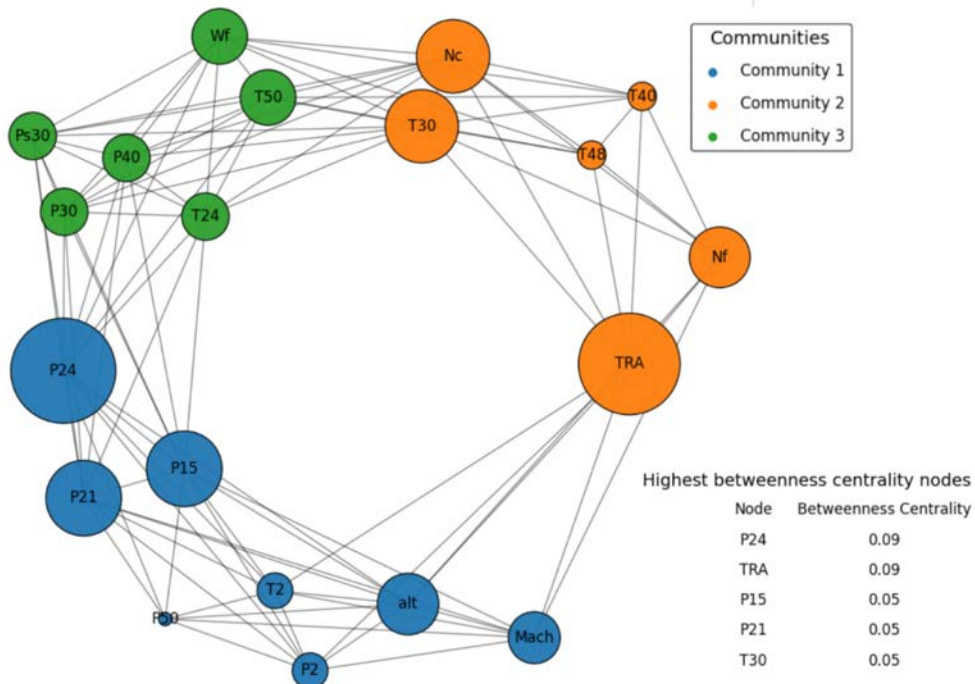 Wf
Nc
Communities
Community 1
Community 2
Community 3
T50
T40
T30
Ps30
P40
T48
P30
T24
Nf
P24
TRA
P15
P21
Highest betweenness centrality nodes
Node Betweenness Centrality
P24 0.09
TRA 0.09
P15 0.05
P21 0.05
T30 0.05
T2
alt
P50
Mach
P2